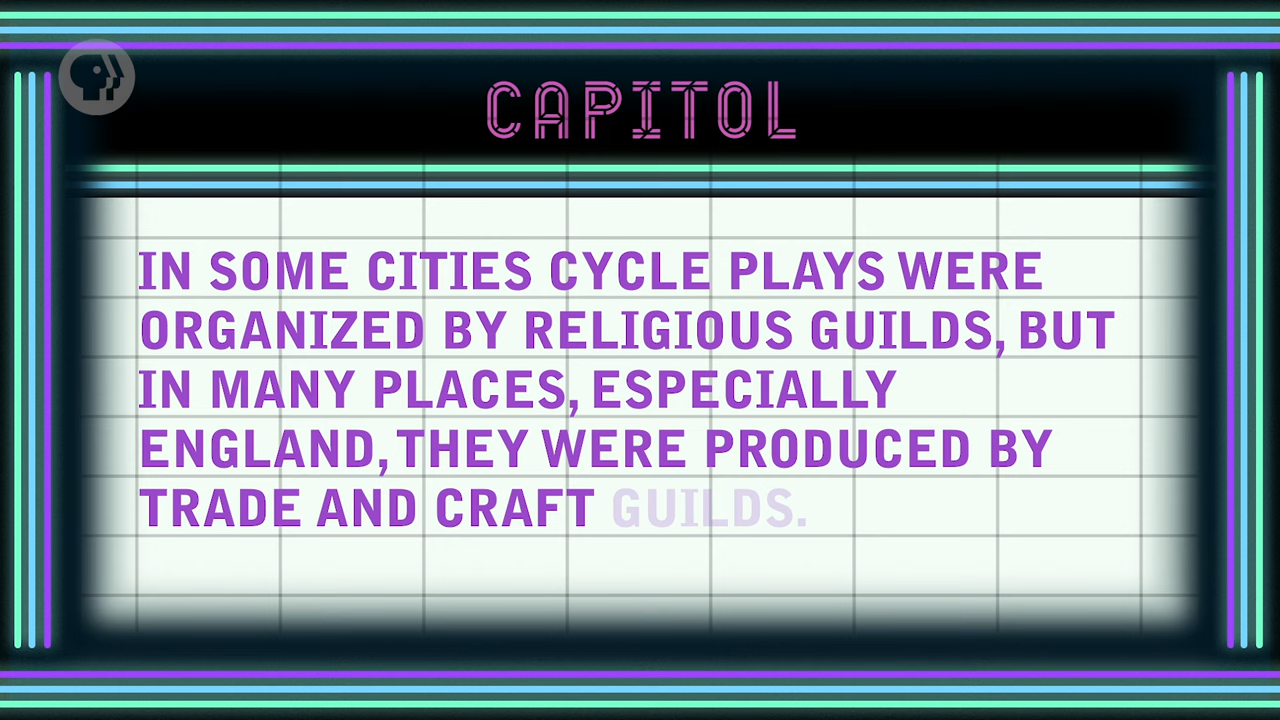 CAPITOL
IN SOME CITIES CYCLE PLAYS WERE
ORGANIZED BY RELIGIOUS GUILDS, BUT
IN MANY PLACES, ESPECIALLY
ENGLAND, THEY WERE PRODUCED BY
TRADE AND CRAFT GUILDS.